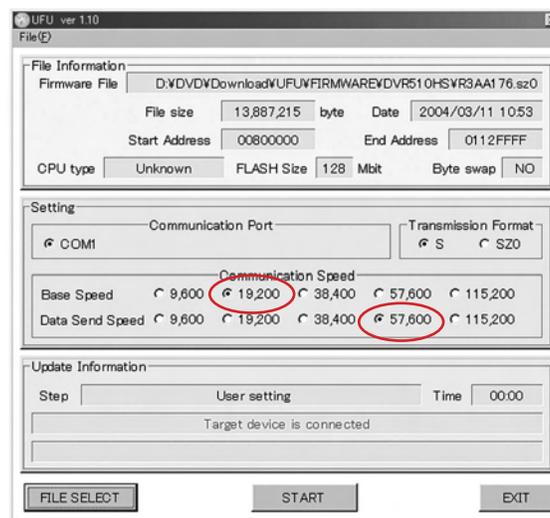 UFU ver 1.10
File(F)
File Information
Firmware File D:¥DVD¥Download¥UFU¥FIRMWARE¥DVR510HS¥R3AA176.sz0
File size 13,887,215 byte Date 2004/03/11 10:53
Start Address 00800000 End Address 0112FFFF
CPU type Unknown FLASH Size 128 Mbit Byte swap NO
Setting
Communication Port Transmission Format
COM1 S SZ0
Communication Speed
Base Speed 9,600 19,200 38,400 57,600 115,200
Data Send Speed 9,600 19,200 38,400 57,600 115,200
Update Information
Step User setting Time 00:00
Target device is connected
FILE SELECT START EXIT